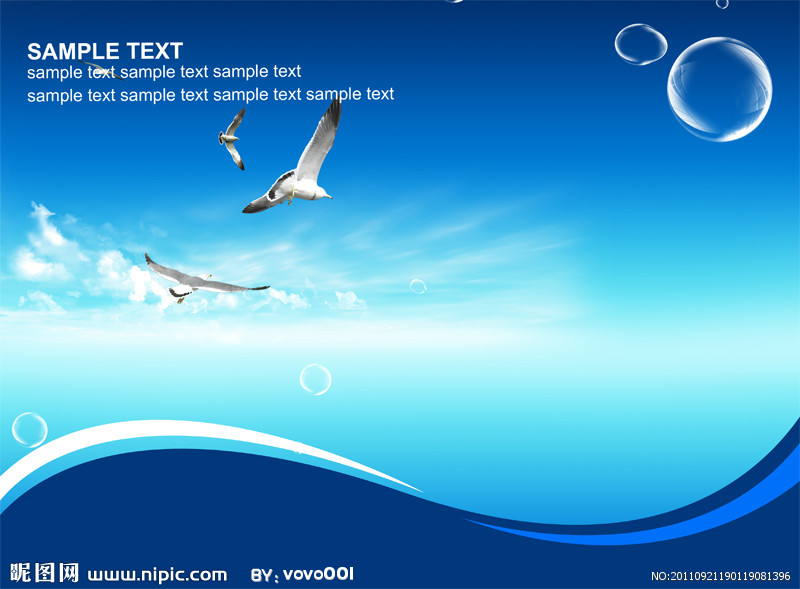 SAMPLE TEXT
sample text sample text sample text
sample text sample text sample text sample text
昵图网 www.nipic.com BY: vovo001 NO:20110921190119081396